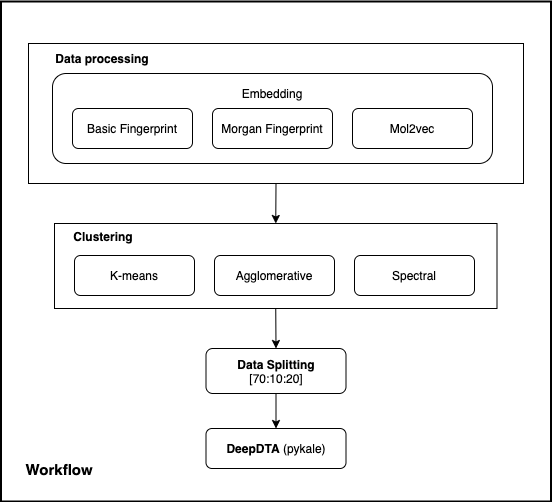 Data processing
Embedding
Basic Fingerprint
Morgan Fingerprint
Mol2vec
Clustering
K-means
Agglomerative
Spectral
Data Splitting
[70:10:20]
DeepDTA (pykale)
Workflow